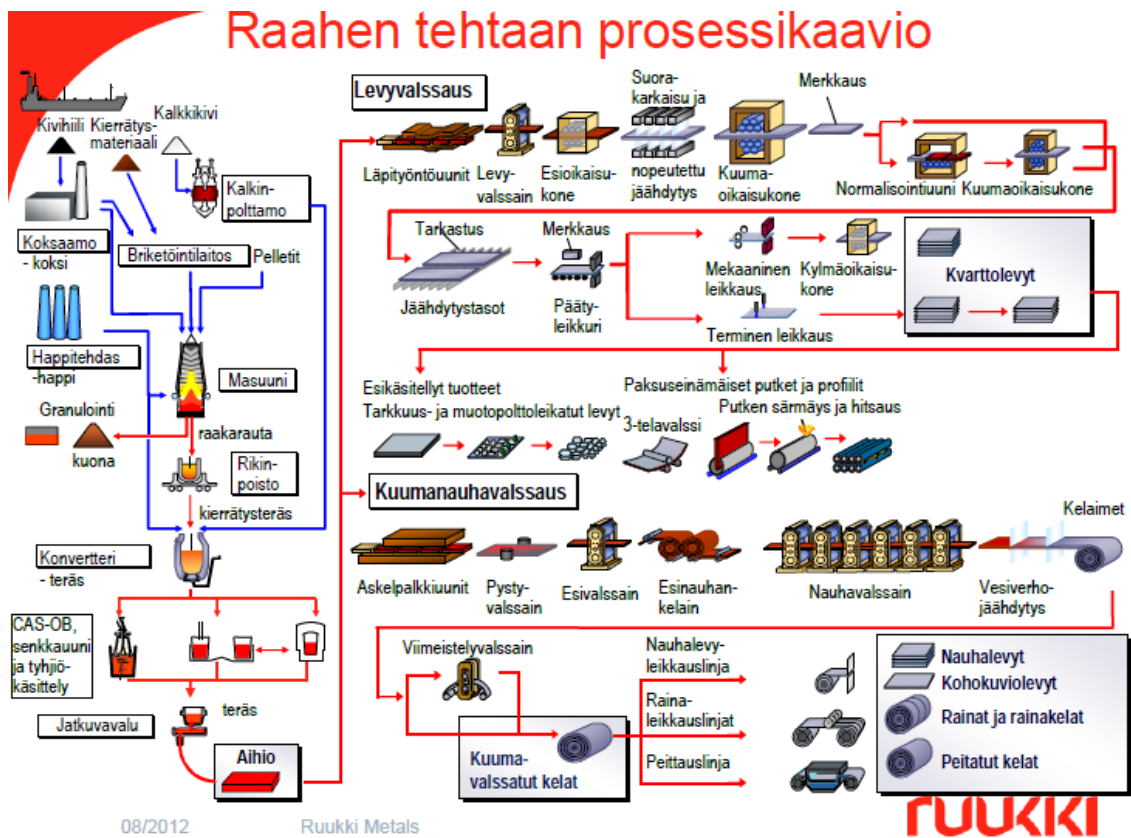 Raahen tehtaan prosessikaavio
Kivihiili
Kierrätys-
materiaali
Kalkkikivi
Kalkin-
polttamo
Koksaamo
- koksi
Briketöintilaitos
Pelletit
Happitehdas
-happi
Masuuni
Granulointi
kuona
raakarauta
Rikin-
poisto
kierrätysteräs
Konvertteri
- teräs
CAS-OB,
senkkauuni
ja tyhjiö-
käsittely
Jatkuvavalu
teräs
Aihio
Levyvalssaus
Läpityöntöuunit
Levy-
valssain
Esioikaisu-
kone
Suora-
karkaisu ja
nopeutettu
jäähdytys
Kuuma-
oikaisukone
Merkkaus
Normalisointiuuni
Kuumaoikaisukone
Tarkastus
Jäähdytystasot
Merkkaus
Pääty-
leikkuri
Mekaaninen
leikkaus
Kylmäoikaisu-
kone
Terminen leikkaus
Kvarttolevyt
Esikäsitellyt tuotteet
Tarkkuus- ja muotopolttoleikatut levyt
Paksuseinämäiset putket ja profiilit
3-telavalssi
Putken särmäys ja hitsaus
Kuumanauhavalssaus
Askelpalkkiuunit
Pysty-
valssain
Esivalssain
Esinauhan-
kelain
Nauhavalssain
Vesiverho-
jäähdytys
Kelaimet
Viimeistelyvalssain
Kuuma-
valssatut kelat
Nauhalevy-
leikkauslinja
Raina-
leikkauslinjat
Peittauslinja
Nauhalevyt
Kohokuviolevyt
Rainat ja rainakelat
Peitatut kelat
08/2012
Ruukki Metals
RUUKKI